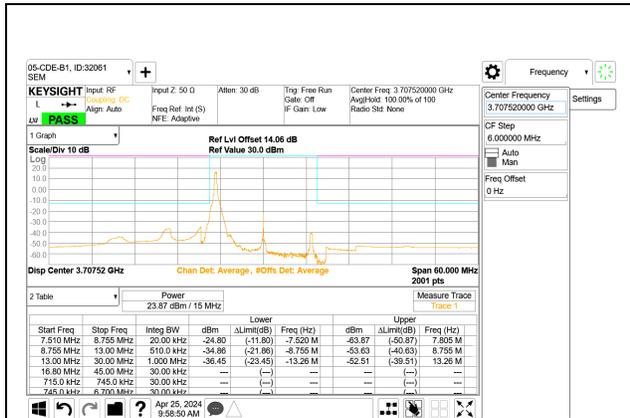 05-CDE-B1, ID:32061
SEM
Frequency
KEYSIGHT
L
LXI PASS
Input: RF
Coupling: DC
Align: Auto
Input Z: 50 Ω
Freq Ref: Int (S)
NFE: Adaptive
Atten: 30 dB
Trig: Free Run
Gate: Off
IF Gain: Low
Center Freq: 3.707520000 GHz
Avg|Hold: 100.00% of 100
Radio Std: None
Center Frequency
3.707520000 GHz
Settings
CF Step
6.000000 MHz
Auto
Man
Freq Offset
0 Hz
1 Graph
Scale/Div 10 dB
Ref Lvl Offset 14.06 dB
Ref Value 30.0 dBm
Log
20.0
10.0
0.00
-10.0
-20.0
-30.0
-40.0
-50.0
-60.0
Disp Center 3.70752 GHz
Chan Det: Average , #Offs Det: Average
Span 60.000 MHz
2001 pts
2 Table
Power
23.87 dBm / 15 MHz
Measure Trace
Trace 1
Lower Upper
Start Freq Stop Freq Integ BW dBm ΔLimit(dB) Freq (Hz) dBm ΔLimit(dB) Freq (Hz)
7.510 MHz 8.755 MHz 20.00 kHz -24.80 (-11.80) -7.520 M -63.87 (-50.87) 7.805 M
8.755 MHz 13.00 MHz 510.0 kHz -34.86 (-21.86) -8.755 M -53.63 (-40.63) 8.755 M
13.00 MHz 30.00 MHz 1.000 MHz -36.45 (-23.45) -13.26 M -52.51 (-39.51) 13.26 M
16.80 MHz 45.00 MHz 30.00 kHz --- (---) --- (---)
715.0 kHz 745.0 kHz 30.00 kHz --- (---) --- (---)
745.0 kHz 6.700 MHz 30.00 kHz --- (---) --- (---)
Apr 25, 2024
9:58:50 AM